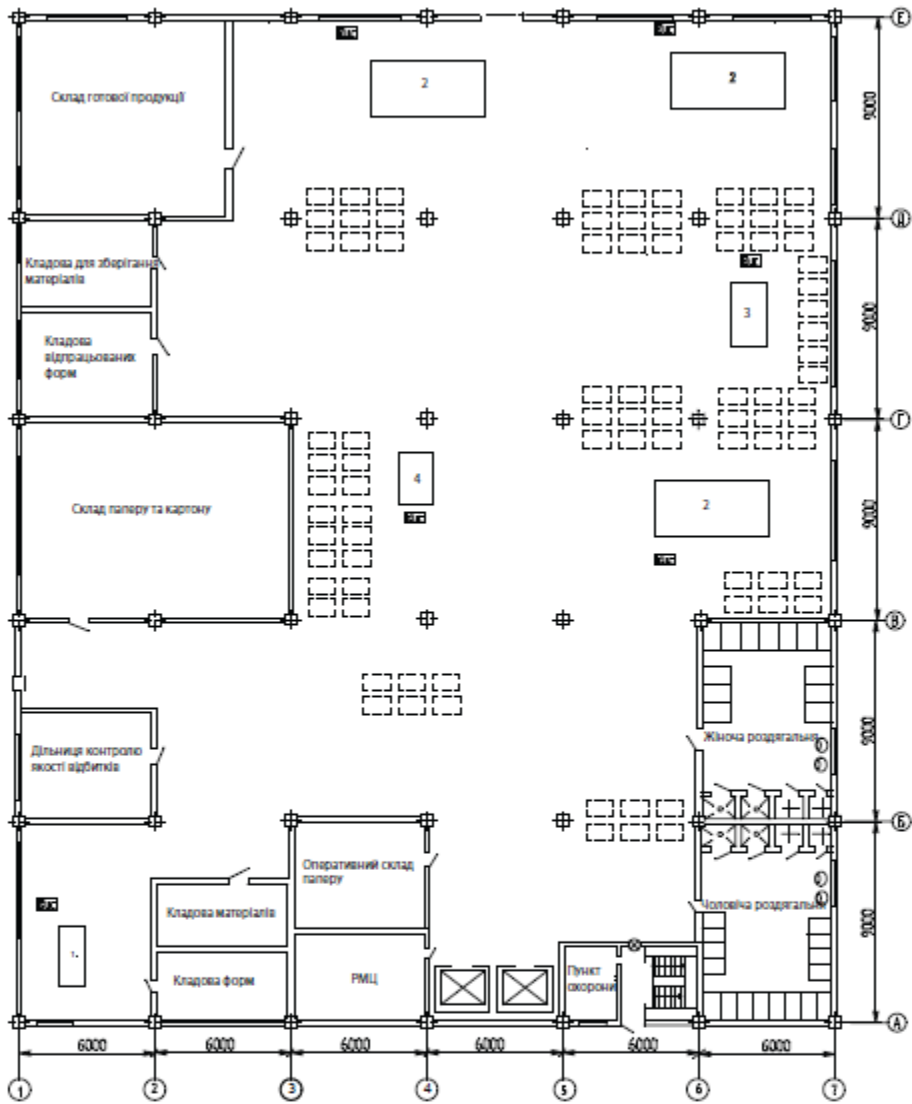 Е
2
2
Склад готової продукції
9000
Д
Кладова для зберігання
матеріалів
3
9000
Кладова
відпрацьованих
форм
Г
4
Склад паперу та картону
2
9000
В
Дільниця контролю
якості відбитків
Жіноча роздягальня
9000
Б
Оперативний склад
паперу
Кладова матеріалів
Чоловіча роздягальня
9000
1.
Кладова форм
РМЦ
Пункт
охорони
А
6000
6000
6000
6000
6000
6000
1
2
3
4
5
6
7